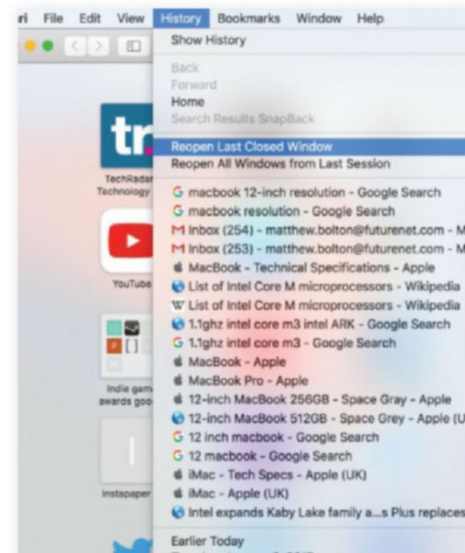 ri File Edit View History Bookmarks Window Help
Show History
Back
Forward
Home
Search Results SnapBack
Reopen Last Closed Window
Reopen All Windows from Last Session
macbook 12-inch resolution - Google Search
macbook resolution - Google Search
Inbox (254) - matthew.bolton@futurenet.com - M
Inbox (253) - matthew.bolton@futurenet.com - M
MacBook - Technical Specifications - Apple
List of Intel Core M microprocessors - Wikipedia
W List of Intel Core M microprocessors - Wikipedia
1.1ghz intel core m3 intel ARK - Google Search
1.1ghz intel core m3 - Google Search
MacBook - Apple
MacBook Pro - Apple
12-inch MacBook 256GB - Space Gray - Apple
12-inch MacBook 512GB - Space Grey - Apple (U
12 inch macbook - Google Search
12 macbook - Google Search
iMac - Tech Specs - Apple (UK)
iMac - Apple (UK)
Intel expands Kaby Lake family a...s Plus replaces
Earlier Today
tr.
TechRadar
Technology
YouTube
Indie gam
awards goo
I
Instapaper